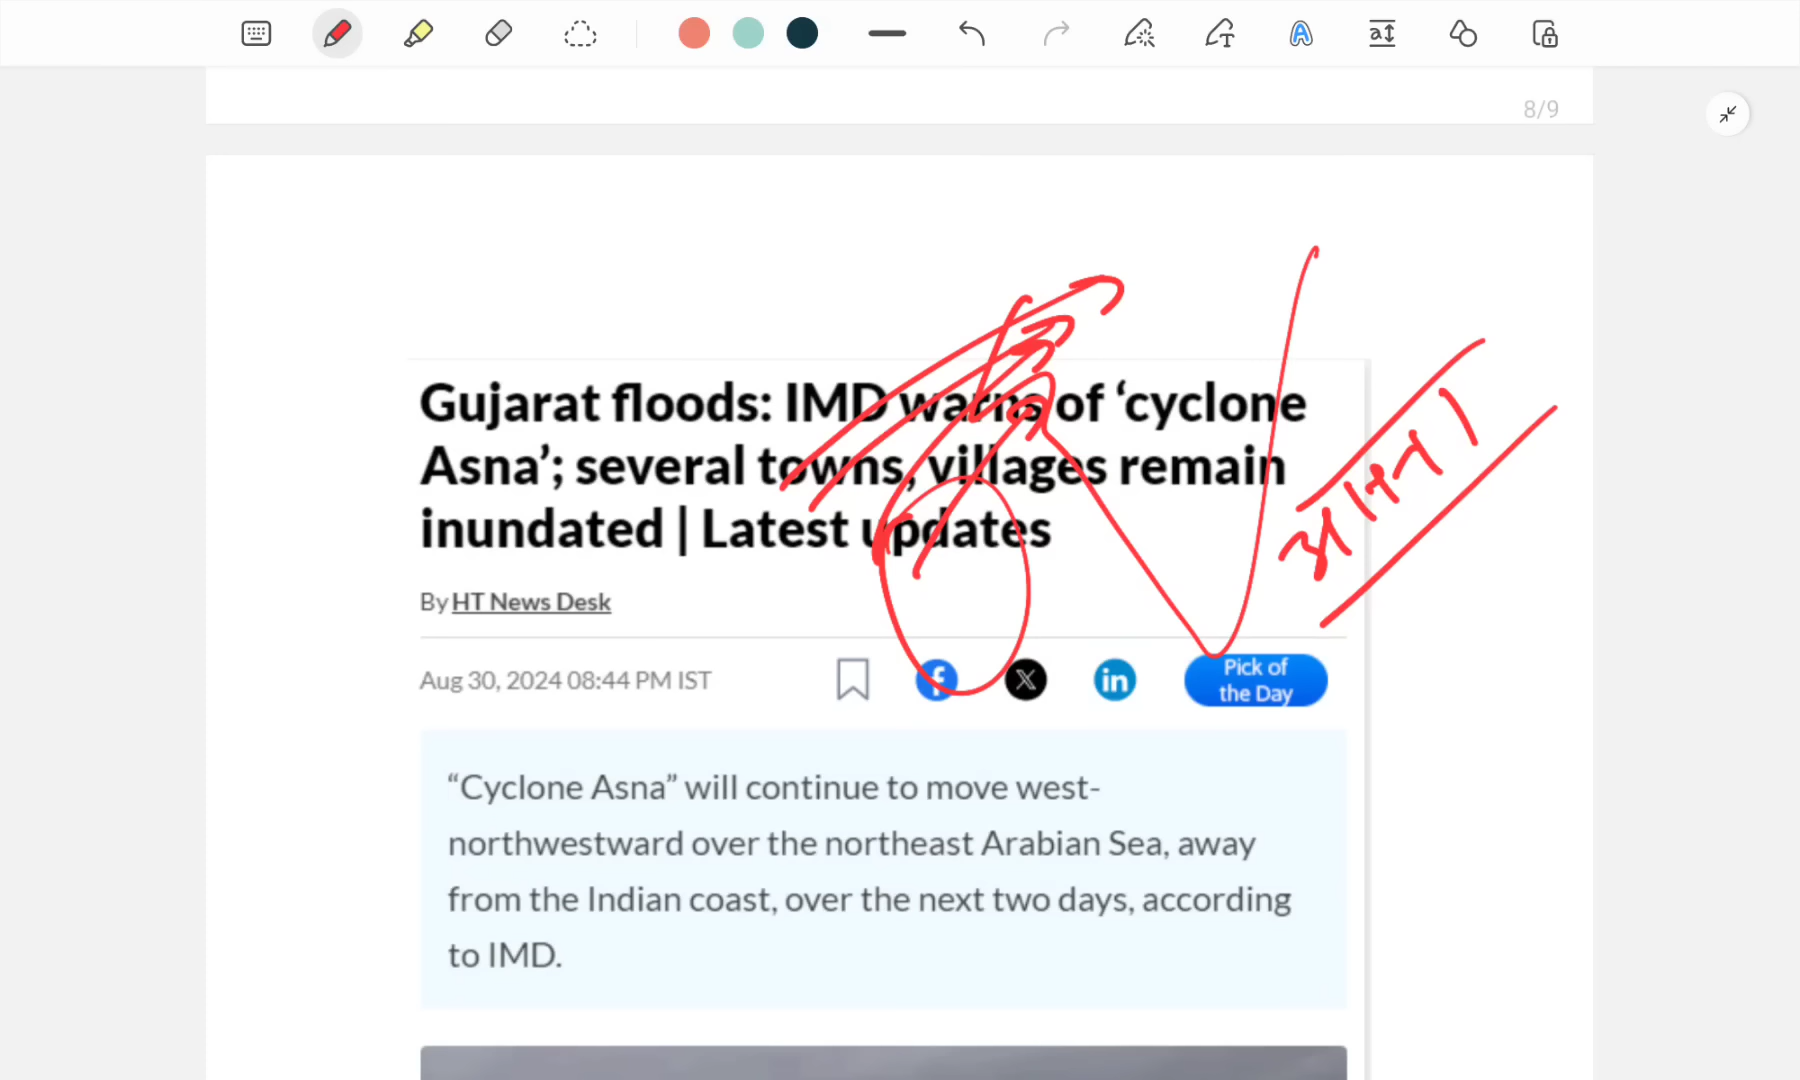 8/9
Gujarat floods: IMD warns of ‘cyclone
Asna’; several towns, villages remain
inundated | Latest updates
By HT News Desk
Aug 30, 2024 08:44 PM IST
Pick of
the Day
“Cyclone Asna” will continue to move west-
northwestward over the northeast Arabian Sea, away
from the Indian coast, over the next two days, according
to IMD.